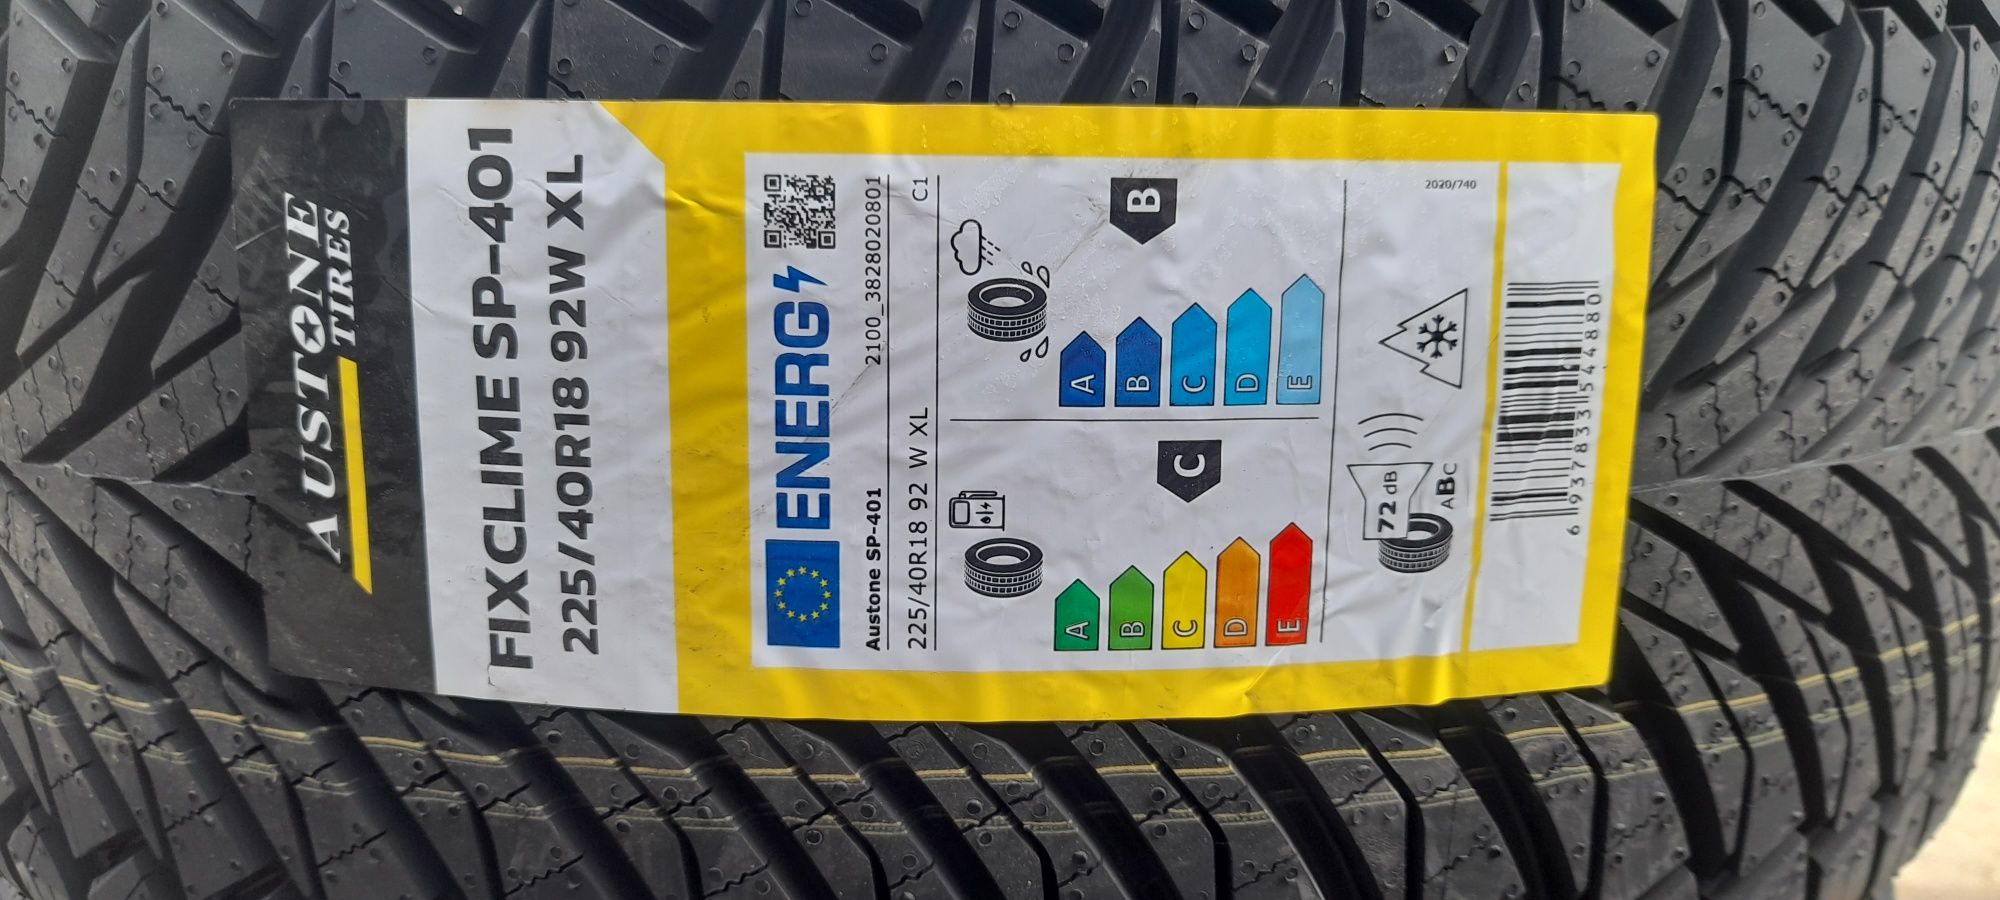 AUSTONE
TIRES
FIXCLIME SP-401
225/40R18 92W XL
ENERG
Austone SP-401
2100_3828020801
225/40R18 92 W XL
C1
A
B
C
D
E
C
A
B
C
D
E
B
72 dB
ABC
2020/740
6 937833 544880